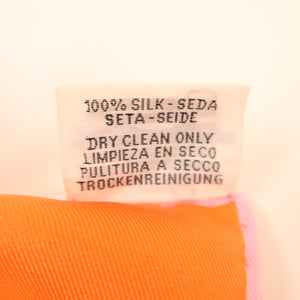 100% SILK - SEDA
SETA - SEIDE
DRY CLEAN ONLY
LIMPIEZA EN SECO
PULITURA A SECCO
TROCKENREINIGUNG